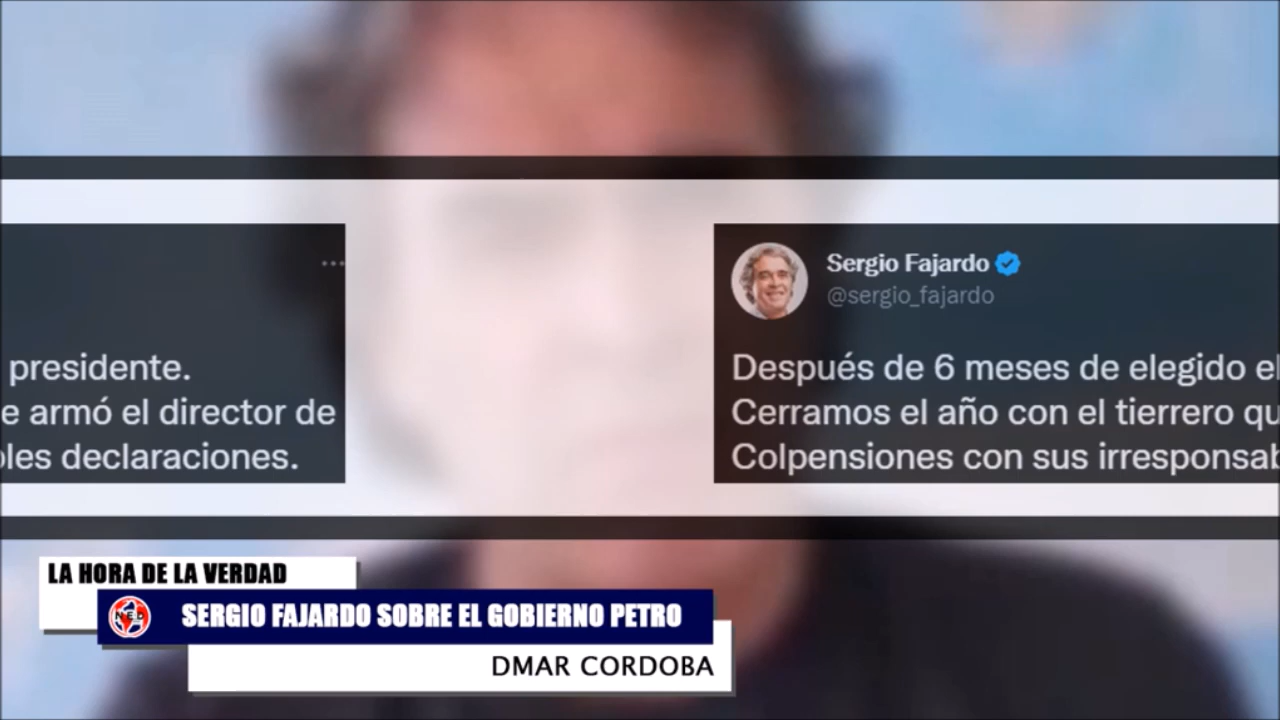 presidente.
e armó el director de
les declaraciones.
Sergio Fajardo
@sergio_fajardo
Después de 6 meses de elegido el
Cerramos el año con el tierrero qu
Colpensiones con sus irresponsab
LA HORA DE LA VERDAD
SERGIO FAJARDO SOBRE EL GOBIERNO PETRO
DMAR CORDOBA